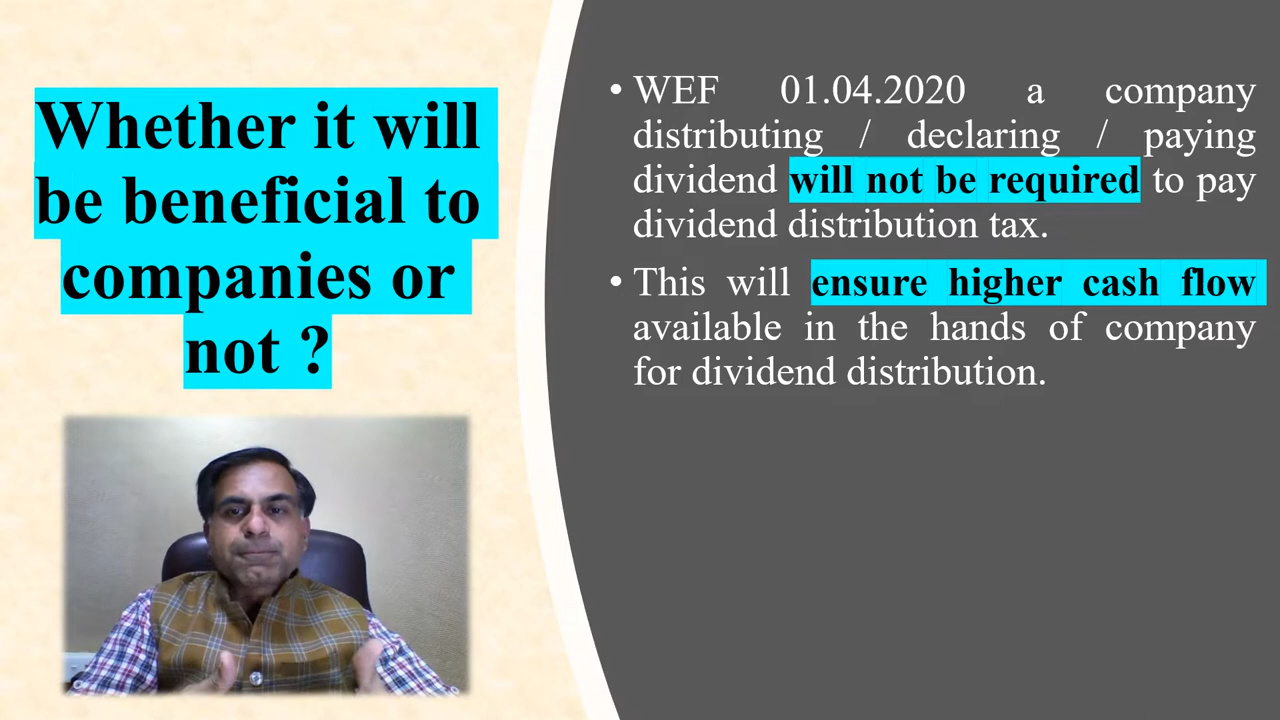 Whether it will
be beneficial to
companies or
not ?
• WEF 01.04.2020 a company
distributing / declaring / paying
dividend will not be required to pay
dividend distribution tax.
• This will ensure higher cash flow
available in the hands of company
for dividend distribution.